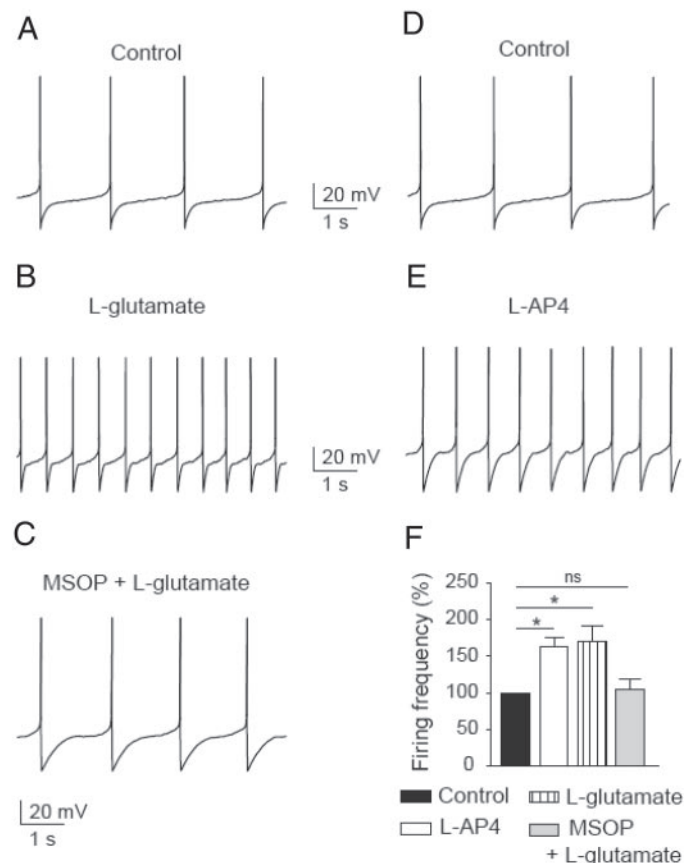 A
Control
20 mV
1 s
D
Control
B
L-glutamate
20 mV
1 s
E
L-AP4
C
MSOP + L-glutamate
20 mV
1 s
F
Firing frequency (%)
250
200
150
100
50
0
ns
*
*
Control
L-glutamate
L-AP4
MSOP
+ L-glutamate